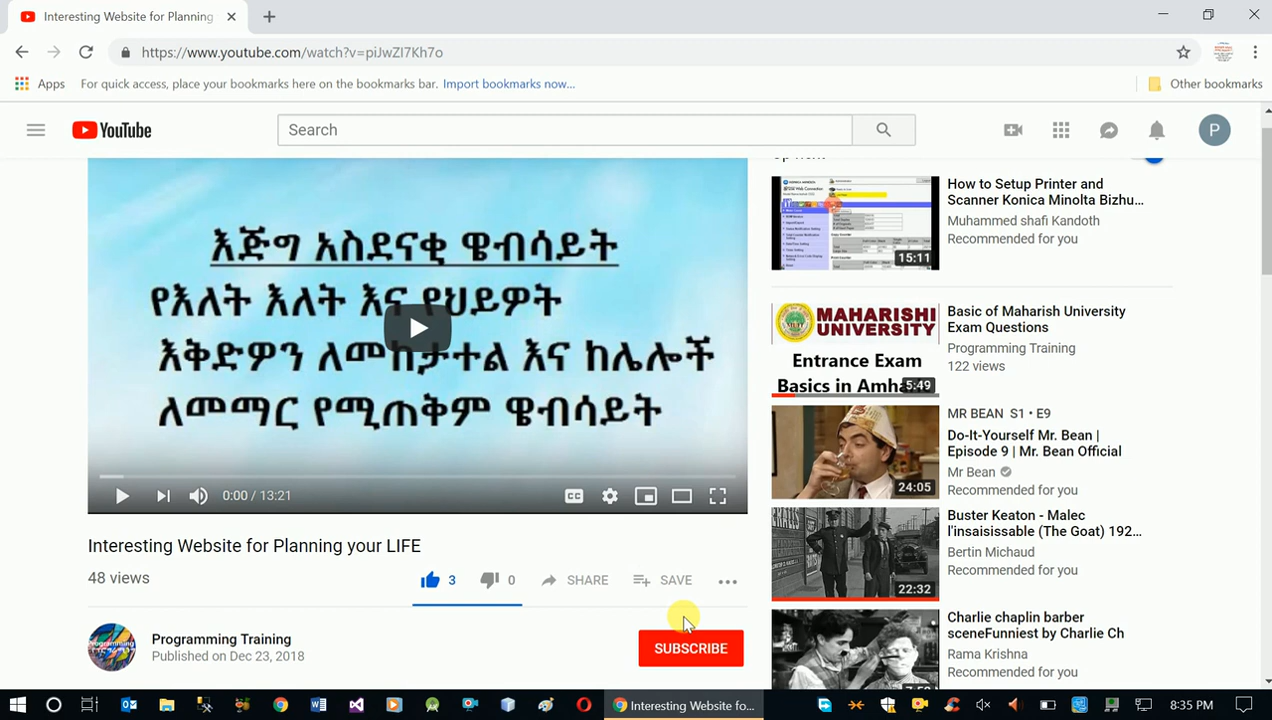 Interesting Website for Planning
https://www.youtube.com/watch?v=piJwZI7Kh7o
Apps For quick access, place your bookmarks here on the bookmarks bar. Import bookmarks now... Other bookmarks
YouTube Search P
እጅግ አስደናቂ ዌብሳይት
የእለት እለት እና የህይዎት
እቅድዎን ለመከታተል እና ከሌሎች
ለመማር የሚጠቅም ዌብሳይት
0:00 / 13:21 CC
Interesting Website for Planning your LIFE
48 views
3 0 SHARE SAVE
Programming Training
Published on Dec 23, 2018
SUBSCRIBE
Up next
15:11
How to Setup Printer and
Scanner Konica Minolta Bizhu...
Muhammed shafi Kandoth
Recommended for you
MAHARISHI
UNIVERSITY
Entrance Exam
Basics in Amha
5:49
Basic of Maharish University
Exam Questions
Programming Training
122 views
24:05
MR BEAN S1 • E9
Do-It-Yourself Mr. Bean |
Episode 9 | Mr. Bean Official
Mr Bean
Recommended for you
22:32
Buster Keaton - Malec
l'insaisissable (The Goat) 192...
Bertin Michaud
Recommended for you
Charlie chaplin barber
sceneFunniest by Charlie Ch
Rama Krishna
Recommended for you
Interesting Website fo...
8:35 PM